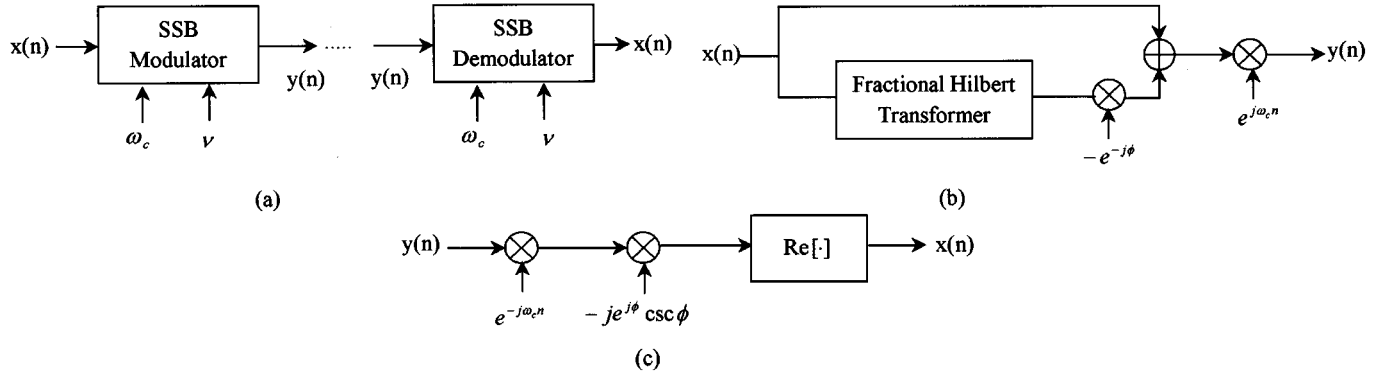 x(n)
SSB
Modulator
y(n)
.....
y(n)
SSB
Demodulator
x(n)
ω_c
ν
ω_c
ν
(a)
x(n)
Fractional Hilbert
Transformer
y(n)
-e^{-jϕ}
e^{jω_c n}
(b)
y(n)
Re[·]
x(n)
e^{-jω_c n}
-je^{jϕ} csc ϕ
(c)